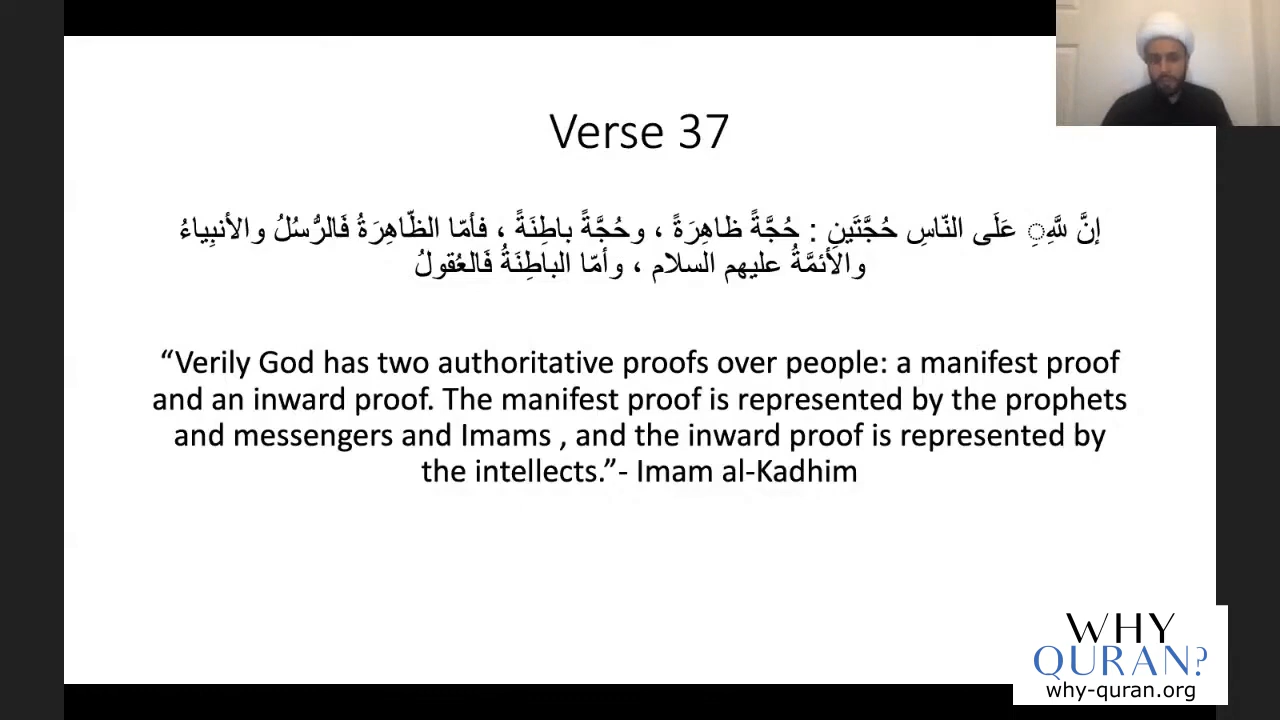 Verse 37
إنَّ للَّهِ عَلَى النّاسِ حُجَّتَينِ : حُجَّةً ظاهِرَةً ، وحُجَّةً باطِنَةً ، فأمّا الظّاهِرَةُ فَالرُّسُلُ والأنبِياءُ
والأئمَّةُ عليهم السلام ، وأمّا الباطِنَةُ فَالعُقولُ
“Verily God has two authoritative proofs over people: a manifest proof
and an inward proof. The manifest proof is represented by the prophets
and messengers and Imams , and the inward proof is represented by
the intellects.”- Imam al-Kadhim
WHY
QURAN?
why-quran.org